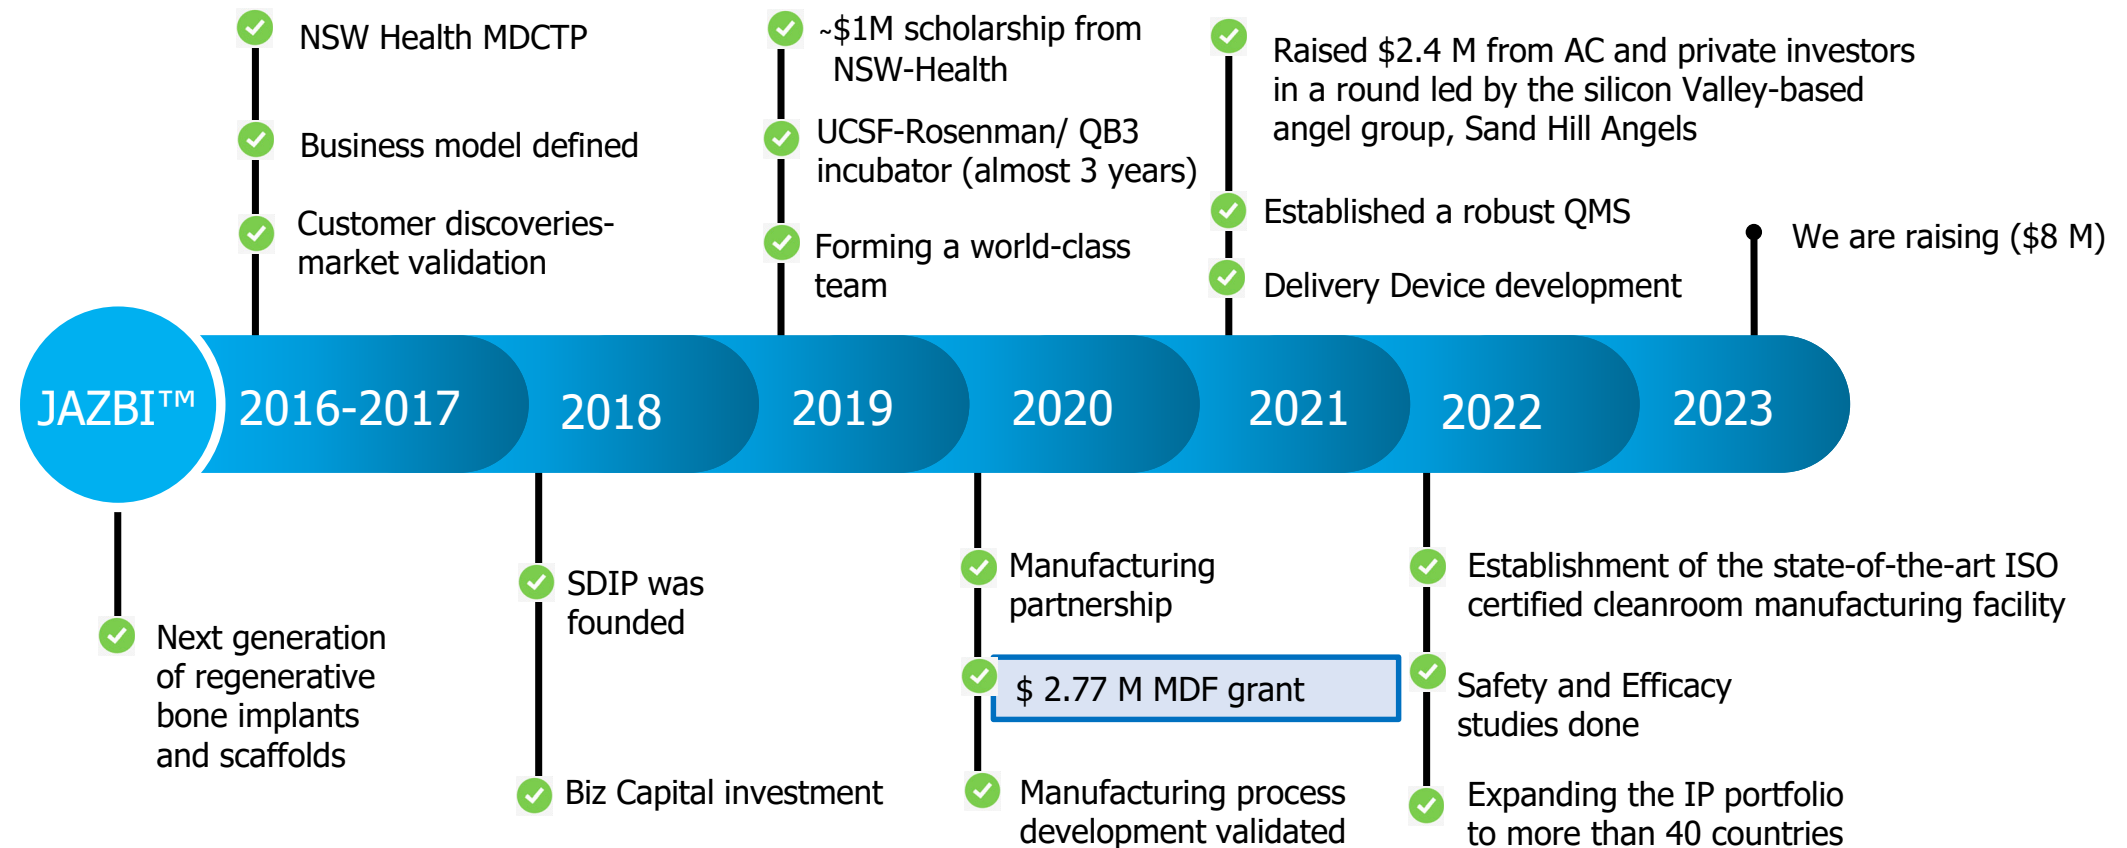 NSW Health MDCTP
Business model defined
Customer discoveries-
market validation
~$1M scholarship from
NSW-Health
UCSF-Rosenman/ QB3
incubator (almost 3 years)
Forming a world-class
team
Raised $2.4 M from AC and private investors
in a round led by the silicon Valley-based
angel group, Sand Hill Angels
Established a robust QMS
Delivery Device development
We are raising ($8 M)
JAZBI™
2016-2017
2018
2019
2020
2021
2022
2023
Next generation
of regenerative
bone implants
and scaffolds
SDIP was
founded
Biz Capital investment
Manufacturing
partnership
$ 2.77 M MDF grant
Manufacturing process
development validated
Establishment of the state-of-the-art ISO
certified cleanroom manufacturing facility
Safety and Efficacy
studies done
Expanding the IP portfolio
to more than 40 countries